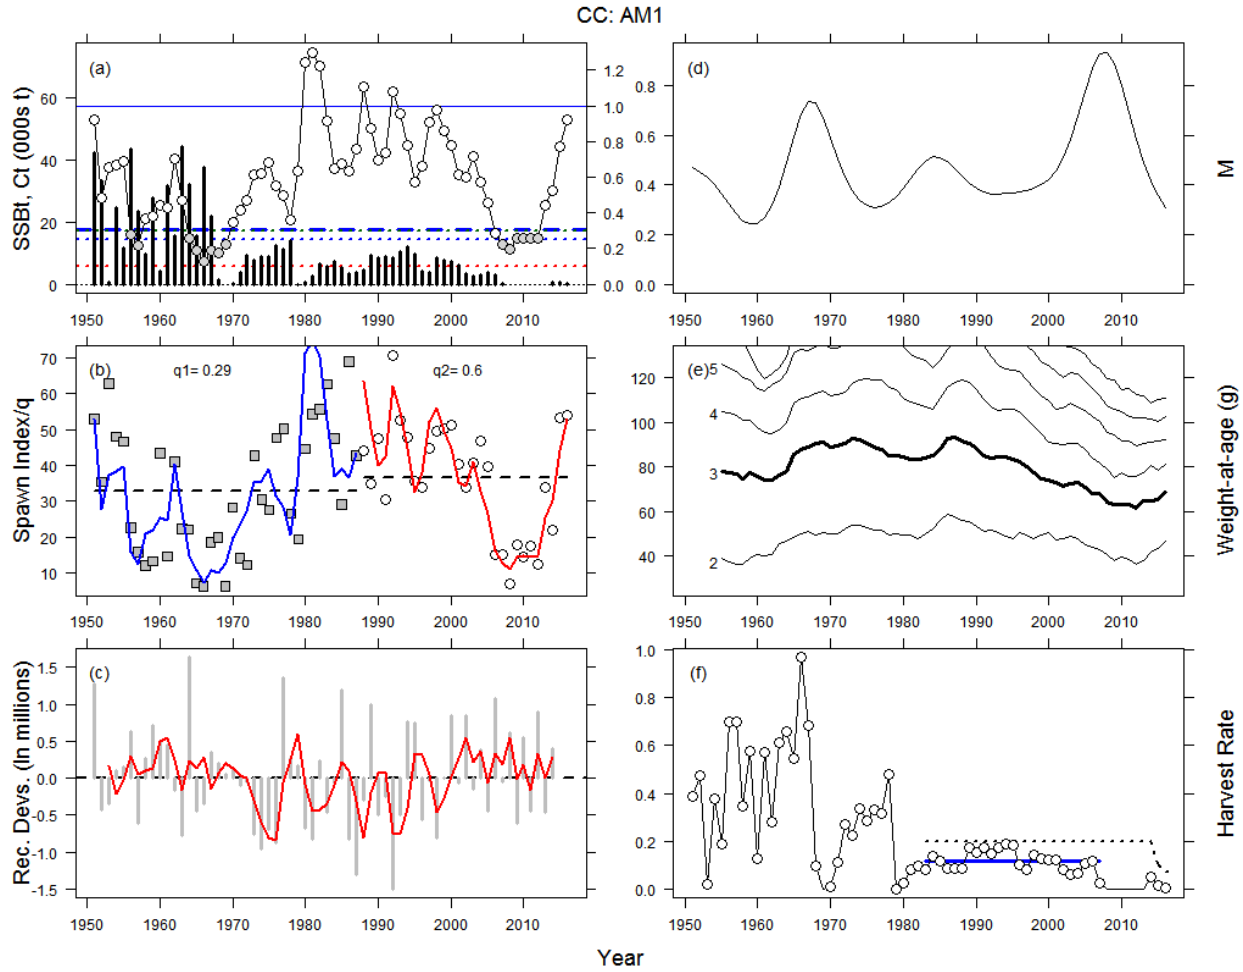 CC: AM1
1950 1960 1970 1980 1990 2000 2010
(a)
SSBt, Ct (000s t)
60
40
20
0
1.2
1.0
0.8
0.6
0.4
0.2
0.0
1950 1960 1970 1980 1990 2000 2010
(d)
M
0.8
0.6
0.4
0.2
0.0
1950 1960 1970 1980 1990 2000 2010
(b)
q1= 0.29
q2= 0.6
Spawn Index/q
70
60
50
40
30
20
10
1950 1960 1970 1980 1990 2000 2010
(e)
5
4
3
2
Weight-at-age (g)
120
100
80
60
40
1950 1960 1970 1980 1990 2000 2010
(c)
Rec. Devs. (ln millions)
1.5
1.0
0.5
0.0
-0.5
-1.0
-1.5
1950 1960 1970 1980 1990 2000 2010
(f)
Harvest Rate
1.0
0.8
0.6
0.4
0.2
0.0
1950 1960 1970 1980 1990 2000 2010
Year